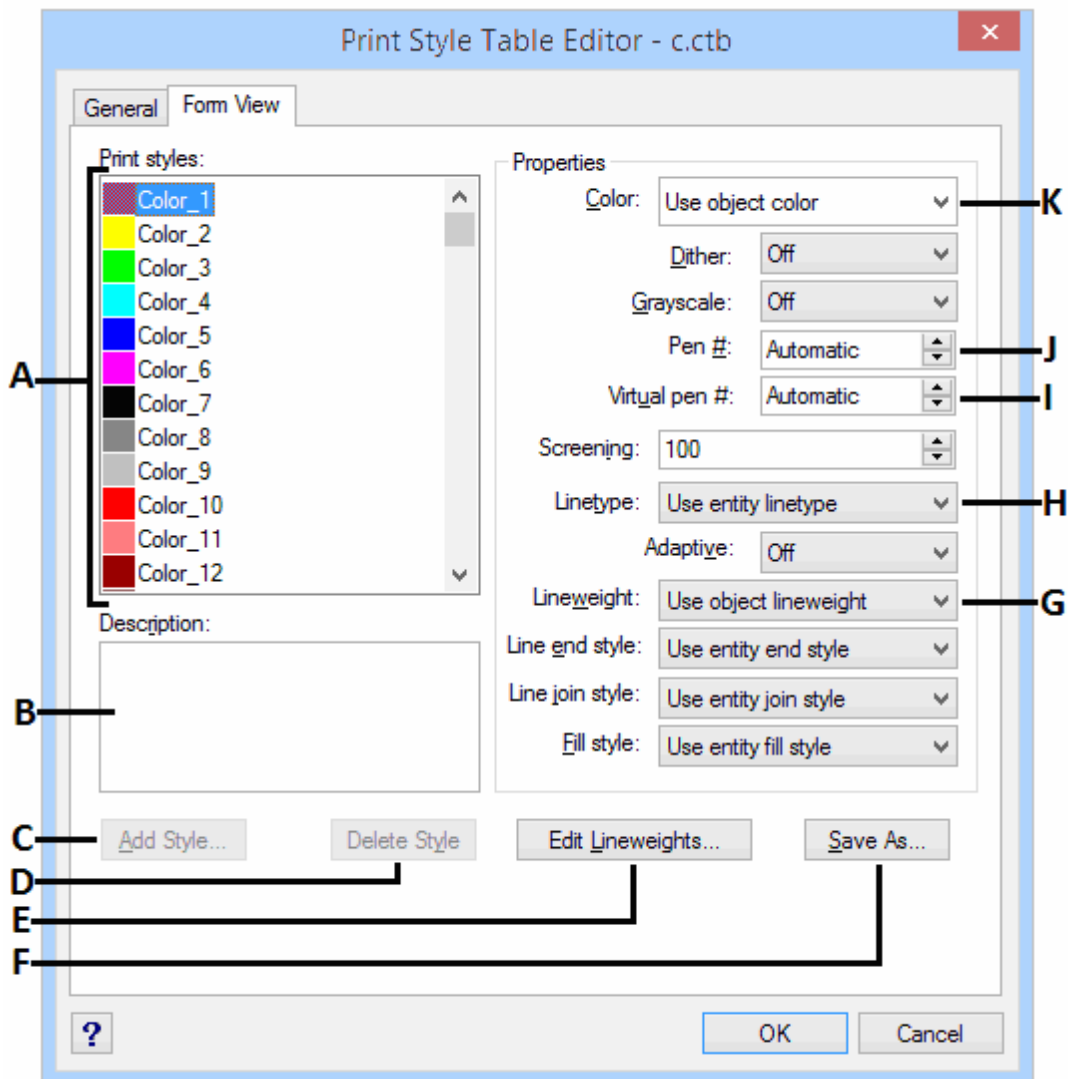 Print Style Table Editor - c.ctb
×
General Form View
Print styles:
Color_1
Color_2
Color_3
Color_4
Color_5
Color_6
Color_7
Color_8
Color_9
Color_10
Color_11
Color_12
A
Description:
B
Properties
Color: Use object color K
Dither: Off
Grayscale: Off
Pen #: Automatic J
Virtual pen #: Automatic I
Screening: 100
Linetype: Use entity linetype H
Adaptive: Off
Lineweight: Use object lineweight G
Line end style: Use entity end style
Line join style: Use entity join style
Fill style: Use entity fill style
C Add Style... Delete Style Edit Lineweights... Save As...
D
E
F
? OK Cancel